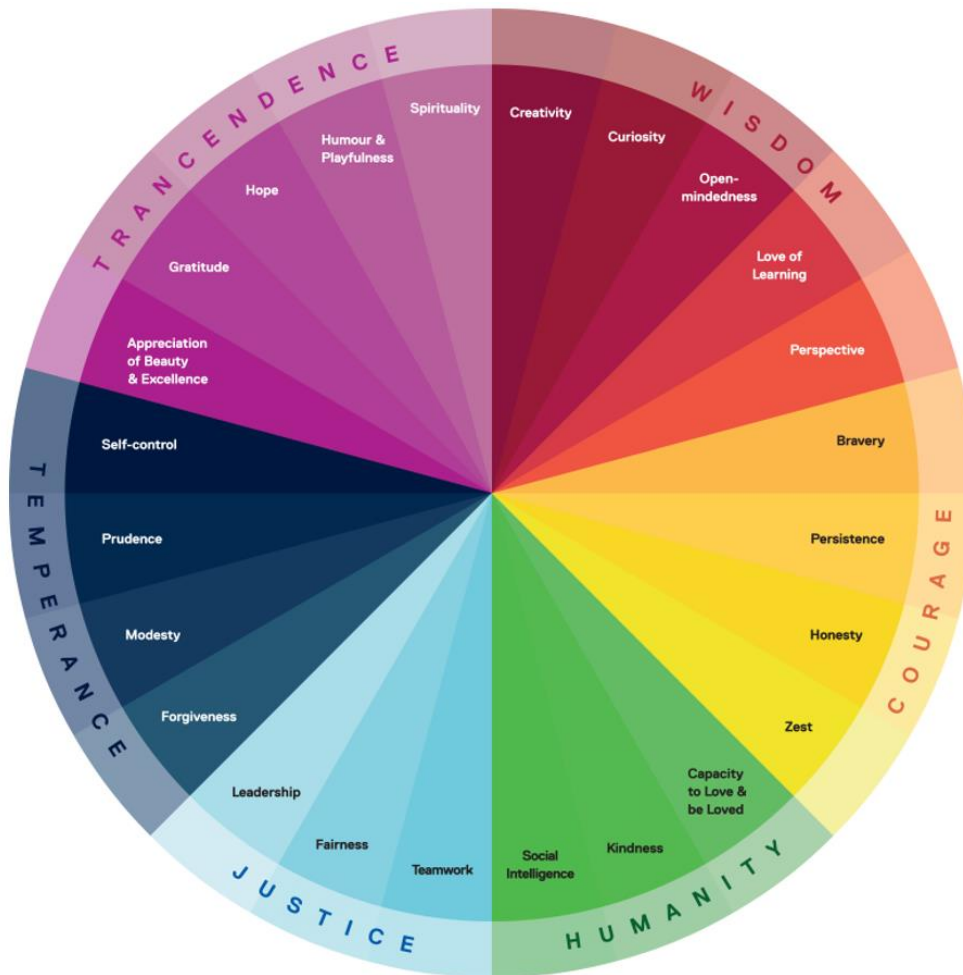 TRANCENDENCE
WISDOM
COURAGE
HUMANITY
JUSTICE
TEMPERANCE
Spirituality
Creativity
Curiosity
Open-
mindedness
Love of
Learning
Perspective
Bravery
Persistence
Honesty
Zest
Capacity
to Love &
be Loved
Kindness
Social
Intelligence
Teamwork
Fairness
Leadership
Forgiveness
Modesty
Prudence
Self-control
Appreciation
of Beauty
& Excellence
Gratitude
Hope
Humour &
Playfulness